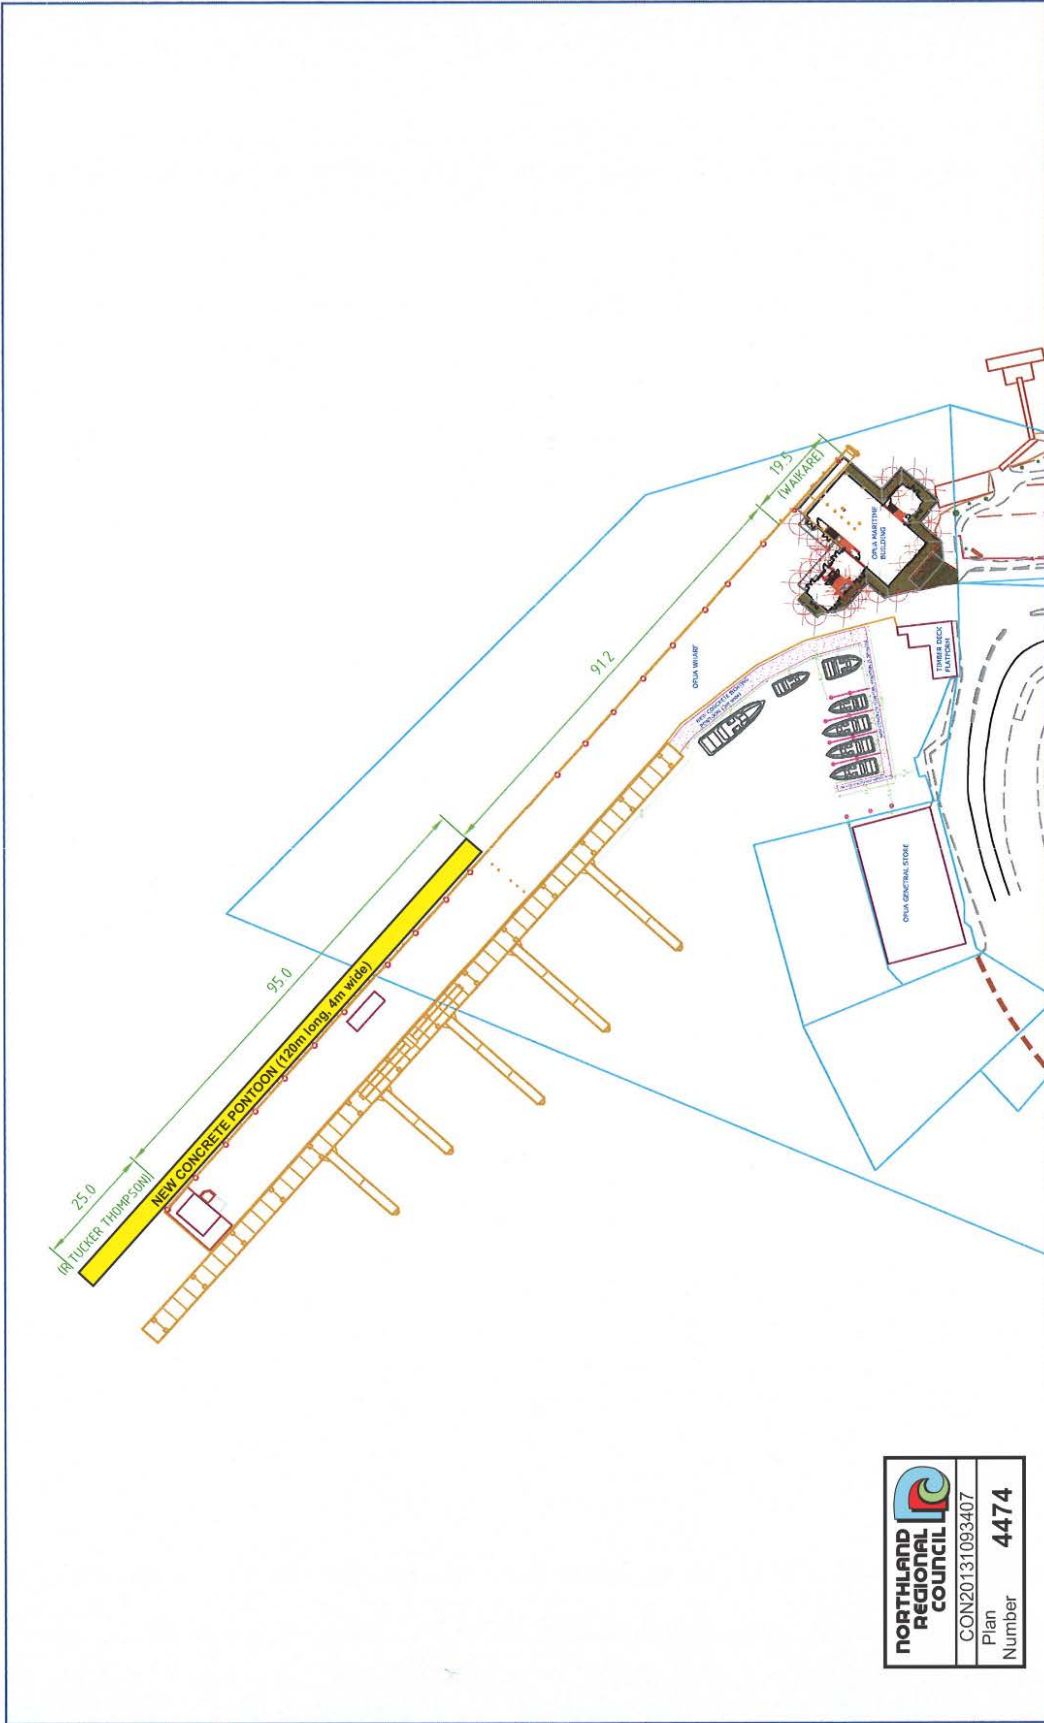 25.0
(R TUCKER THOMPSON)
95.0
NEW CONCRETE PONTOON (120m long, 4m wide)
91.2
19.5
(WAIKARE)
OPUA WHARF
OPUA MARITIME
BUILDING
TIMBER DECK
PLATFORM
OPUA GENETRAL STORE
NORTHLAND
REGIONAL
COUNCIL
CON20131093407
Plan
Number 4474